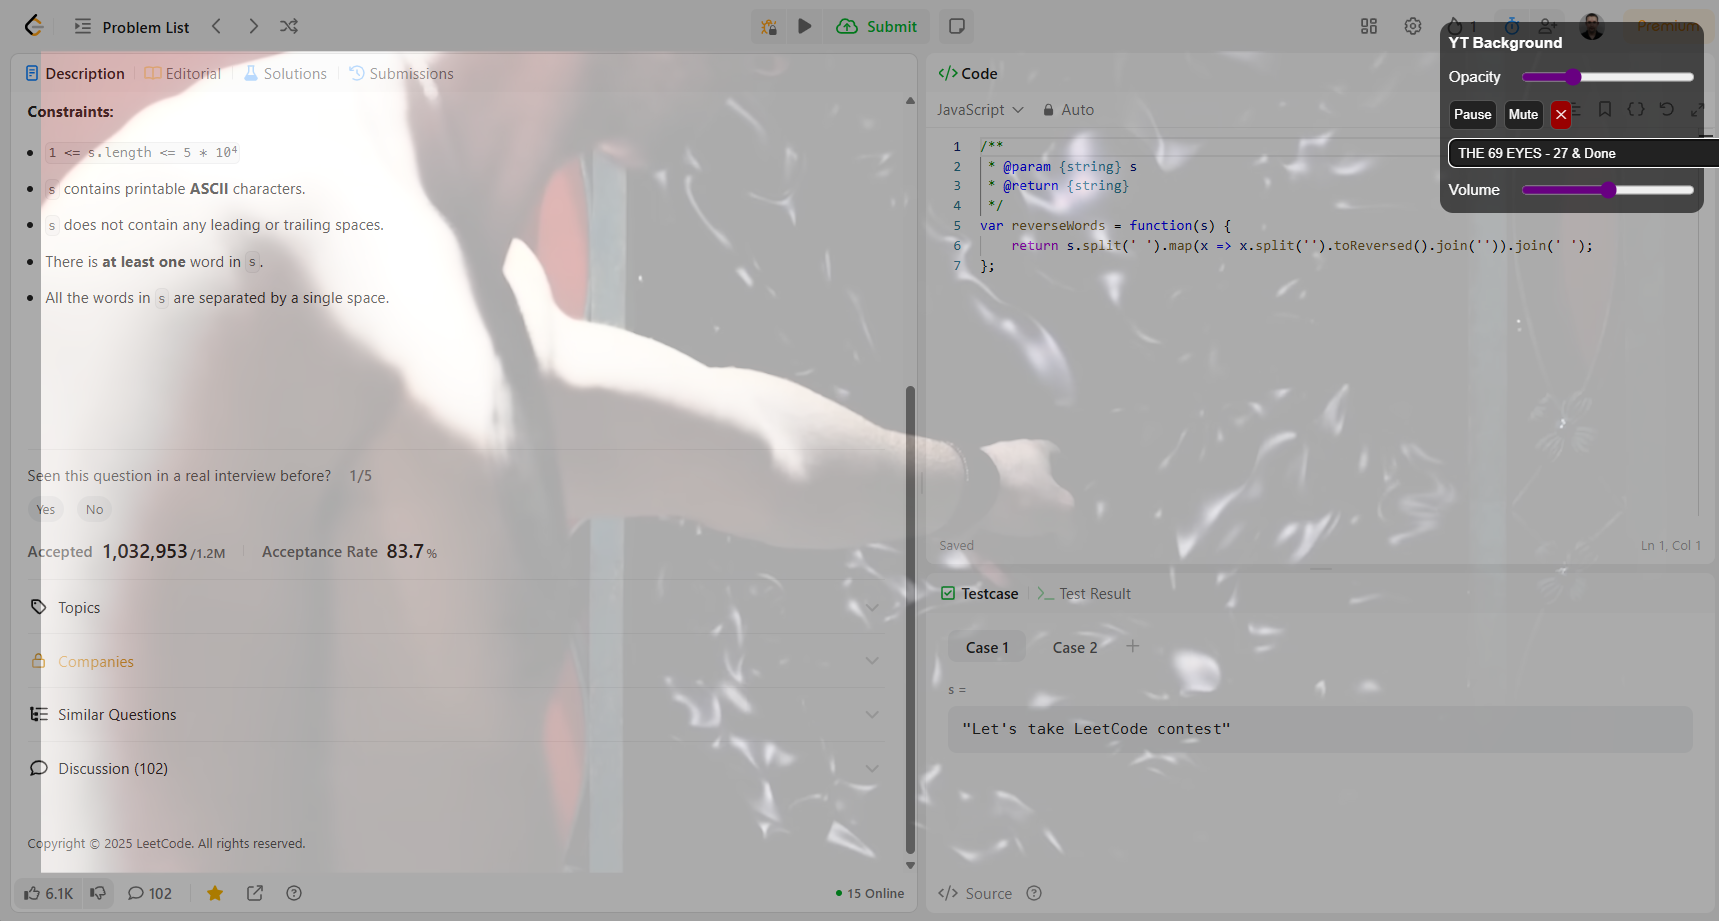 Problem List
Submit
1
Premium
Description
Editorial
Solutions
Submissions
Constraints:
1 <= s.length <= 5 * 10⁴
s contains printable ASCII characters.
s does not contain any leading or trailing spaces.
There is at least one word in s.
All the words in s are separated by a single space.
Seen this question in a real interview before? 1/5
Yes
No
Accepted 1,032,953/1.2M
Acceptance Rate 83.7%
Topics
Companies
Similar Questions
Discussion (102)
Copyright © 2025 LeetCode. All rights reserved.
6.1K
102
15 Online
</> Code
JavaScript
Auto
1 /**
2 * @param {string} s
3 * @return {string}
4 */
5 var reverseWords = function(s) {
6 return s.split(' ').map(x => x.split('').toReversed().join('')).join(' ');
7 };
Saved
Ln 1, Col 1
Testcase
>_ Test Result
Case 1
Case 2
+
s =
"Let's take LeetCode contest"
</> Source
YT Background
Opacity
Pause
Mute
X
THE 69 EYES - 27 & Done
Volume